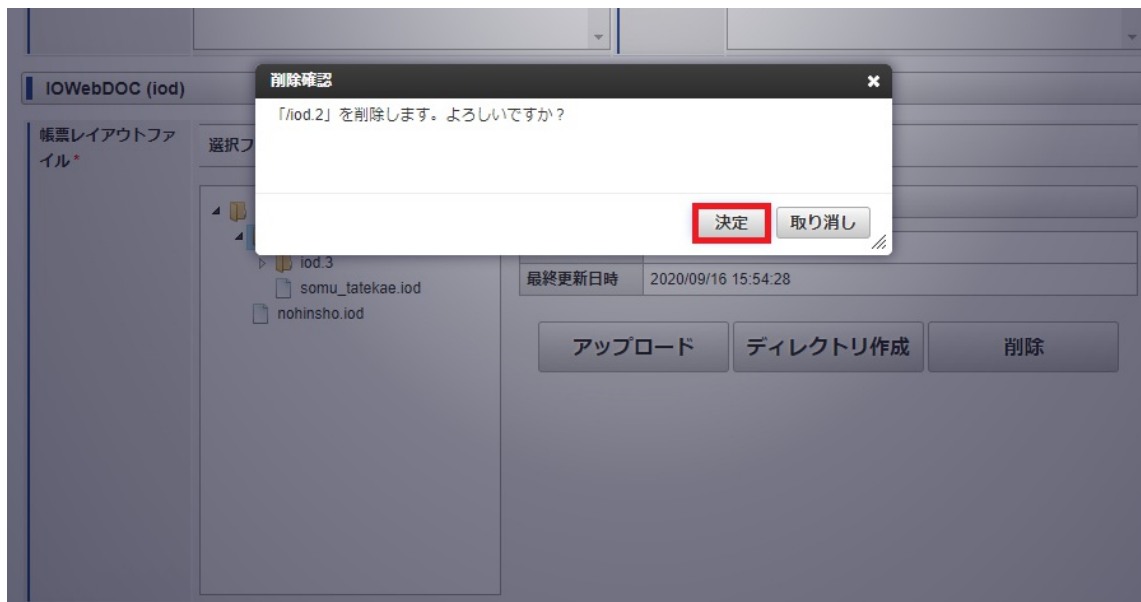 削除確認
「/iod.2」を削除します。よろしいですか？
決定
取り消し
IOWebDOC (iod)
帳票レイアウトファ
イル*
選択フ
iod.3
somu_tatekae.iod
nohinsho.iod
最終更新日時
2020/09/16 15:54:28
アップロード
ディレクトリ作成
削除